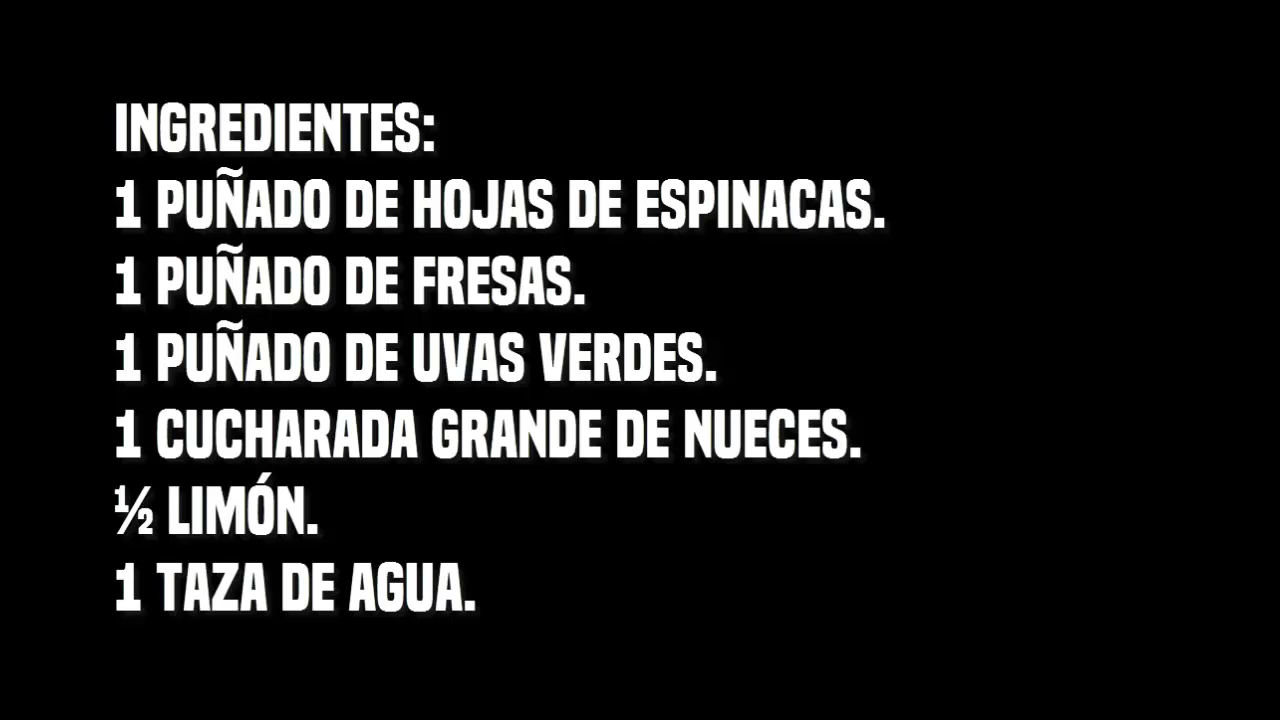 INGREDIENTES:
1 PUÑADO DE HOJAS DE ESPINACAS.
1 PUÑADO DE FRESAS.
1 PUÑADO DE UVAS VERDES.
1 CUCHARADA GRANDE DE NUECES.
½ LIMÓN.
1 TAZA DE AGUA.